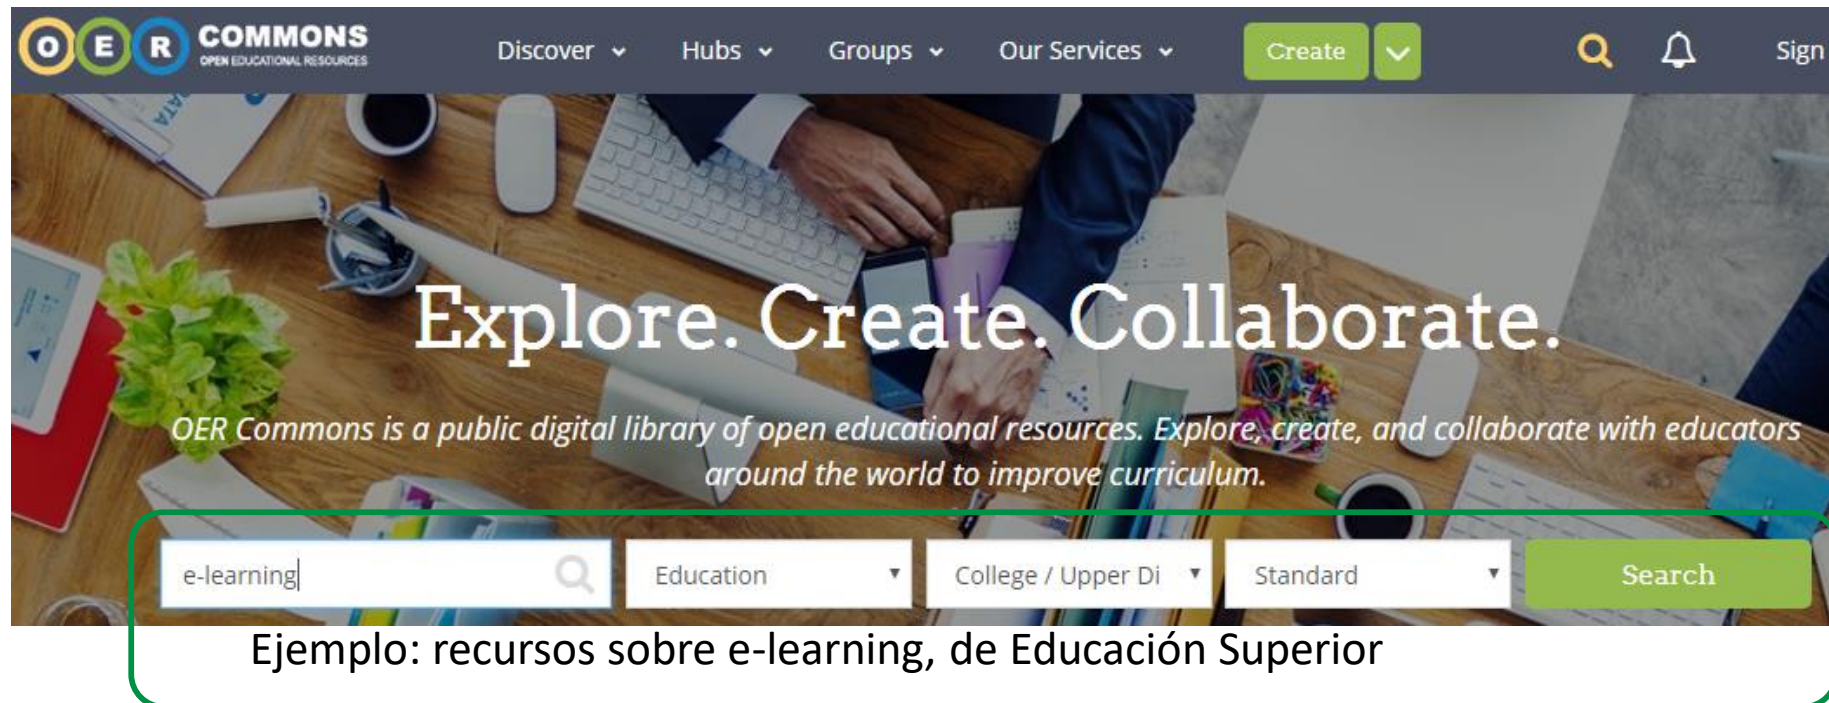 O E R COMMONS
OPEN EDUCATIONAL RESOURCES
Discover Hubs Groups Our Services Create Sign
DATA
Explore. Create. Collaborate.
OER Commons is a public digital library of open educational resources. Explore, create, and collaborate with educators
around the world to improve curriculum.
e-learning Education College / Upper Di Standard Search
Ejemplo: recursos sobre e-learning, de Educación Superior